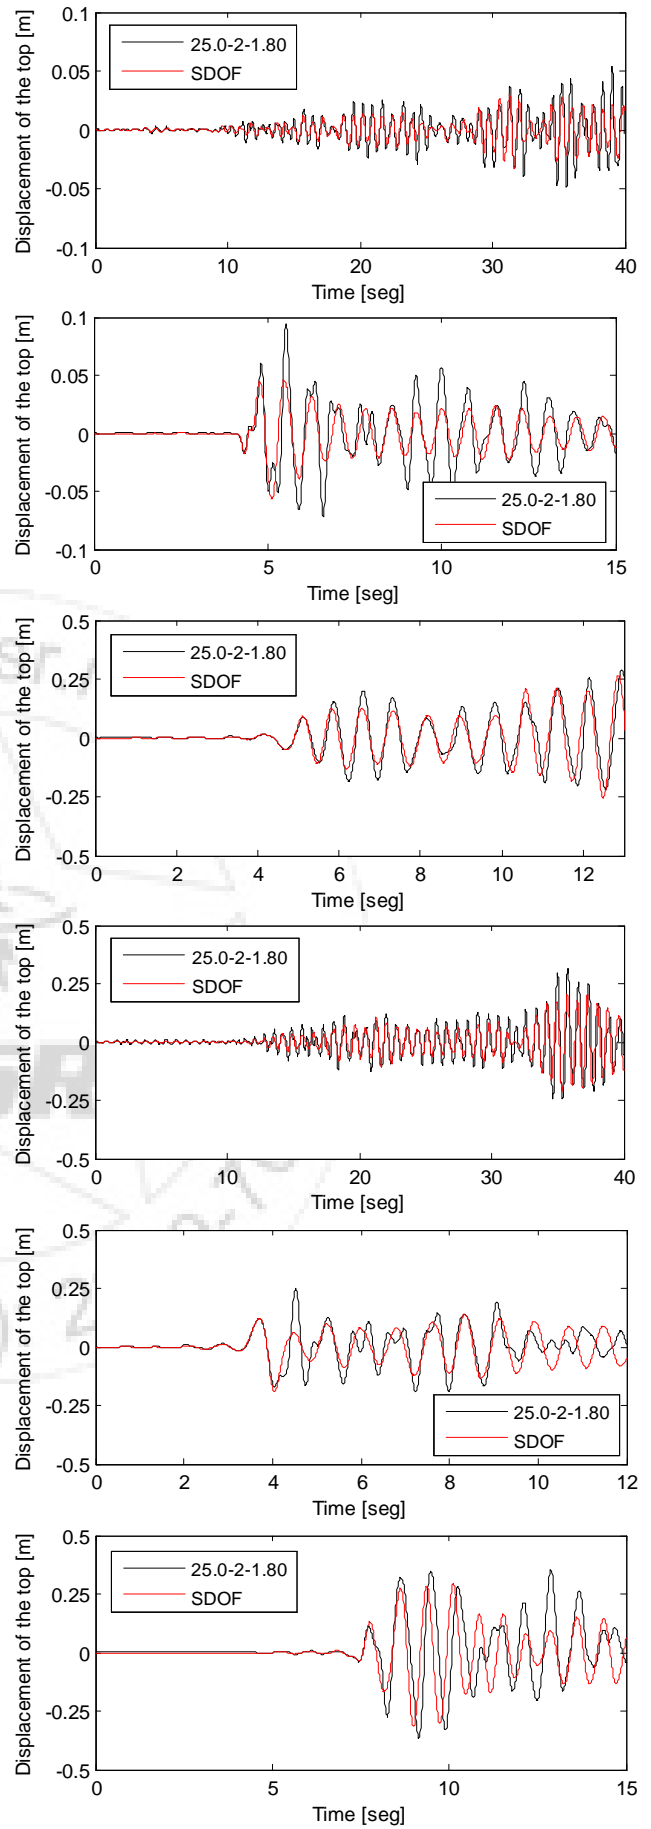 Displacement of the top [m]
0.1
0.05
0
-0.05
-0.1
25.0-2-1.80
SDOF
0 10 20 30 40
Time [seg]
Displacement of the top [m]
0.1
0.05
0
-0.05
-0.1
25.0-2-1.80
SDOF
0 5 10 15
Time [seg]
Displacement of the top [m]
0.5
0.25
0
-0.25
-0.5
25.0-2-1.80
SDOF
0 2 4 6 8 10 12
Time [seg]
Displacement of the top [m]
0.5
0.25
0
-0.25
-0.5
25.0-2-1.80
SDOF
0 10 20 30 40
Time [seg]
Displacement of the top [m]
0.5
0.25
0
-0.25
-0.5
25.0-2-1.80
SDOF
0 2 4 6 8 10 12
Time [seg]
Displacement of the top [m]
0.5
0.25
0
-0.25
-0.5
25.0-2-1.80
SDOF
0 5 10 15
Time [seg]